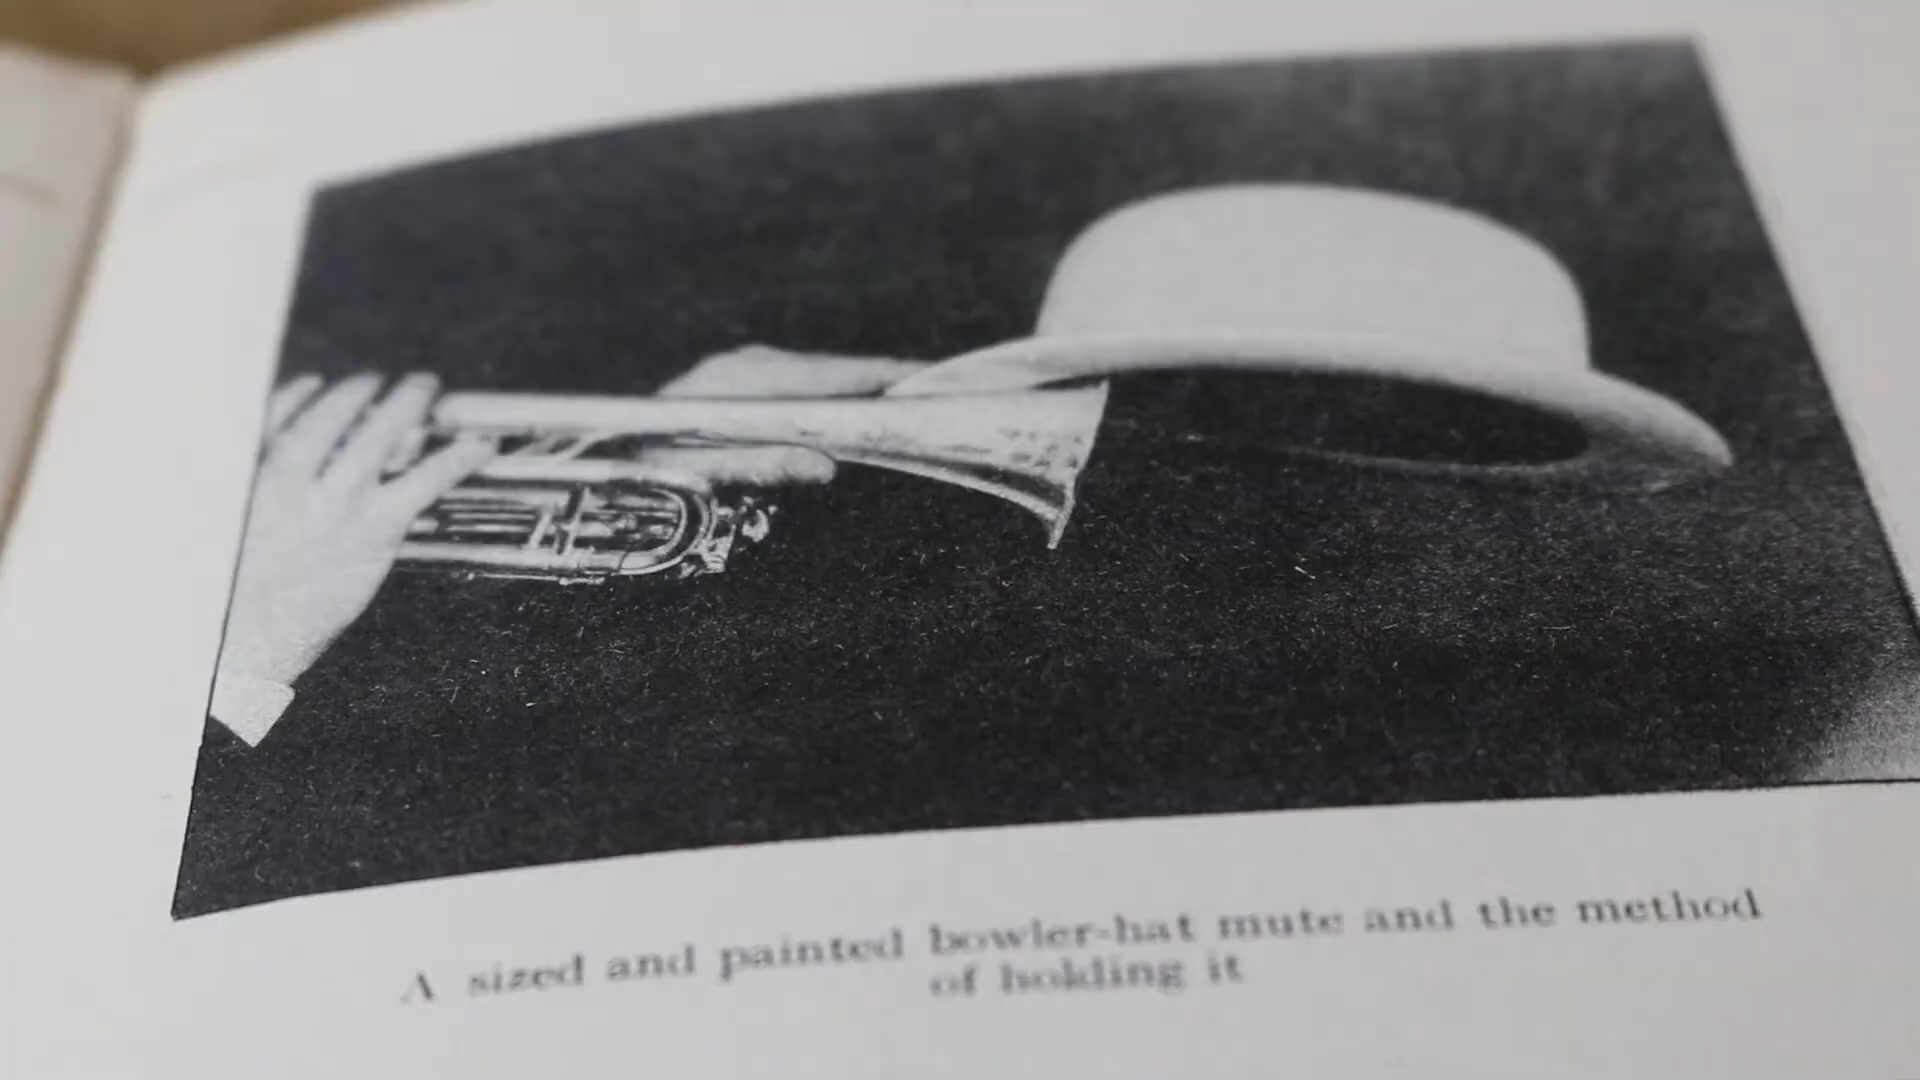 A sized and painted bowler-hat mute and the method
of holding it